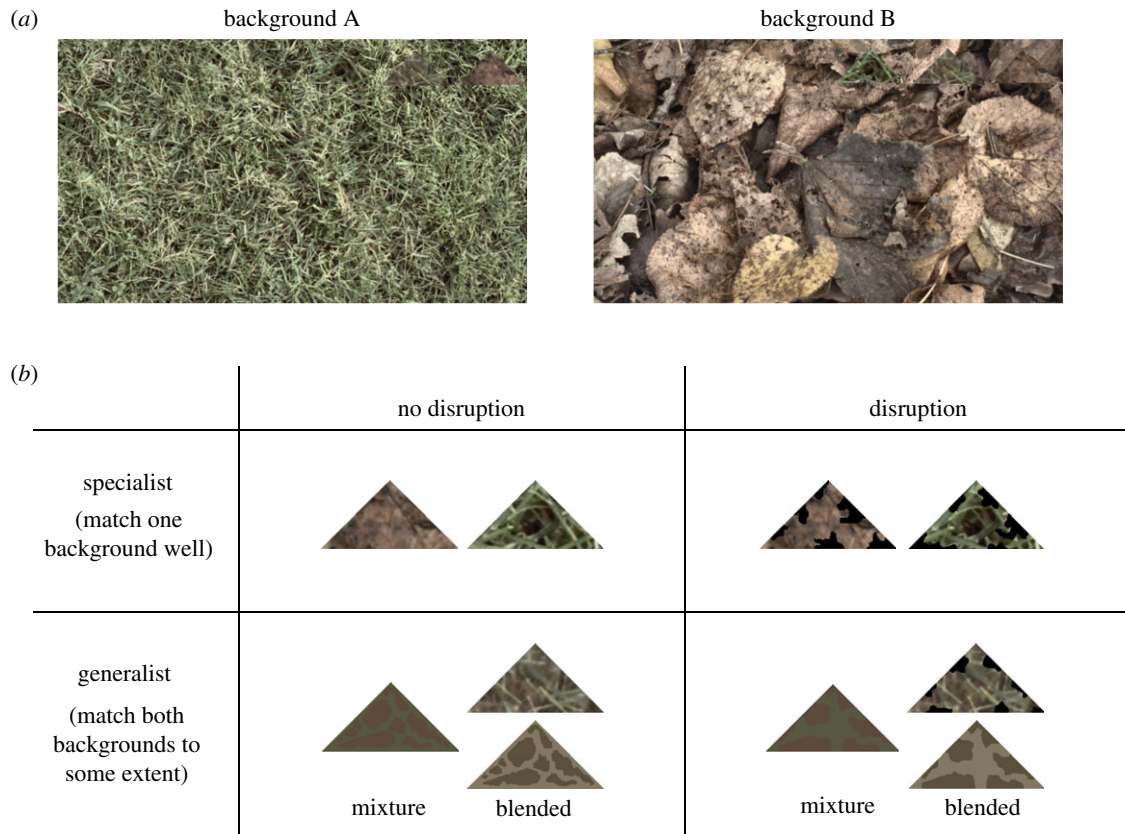 (a)
background A
background B
(b)
no disruption
disruption
specialist
(match one
background well)
generalist
(match both
backgrounds to
some extent)
mixture
blended
mixture
blended